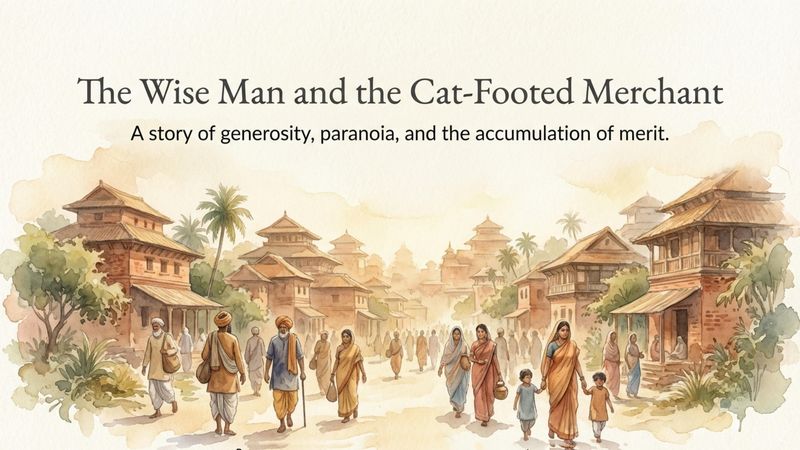 The Wise Man and the Cat-Footed Merchant
A story of generosity, paranoia, and the accumulation of merit.